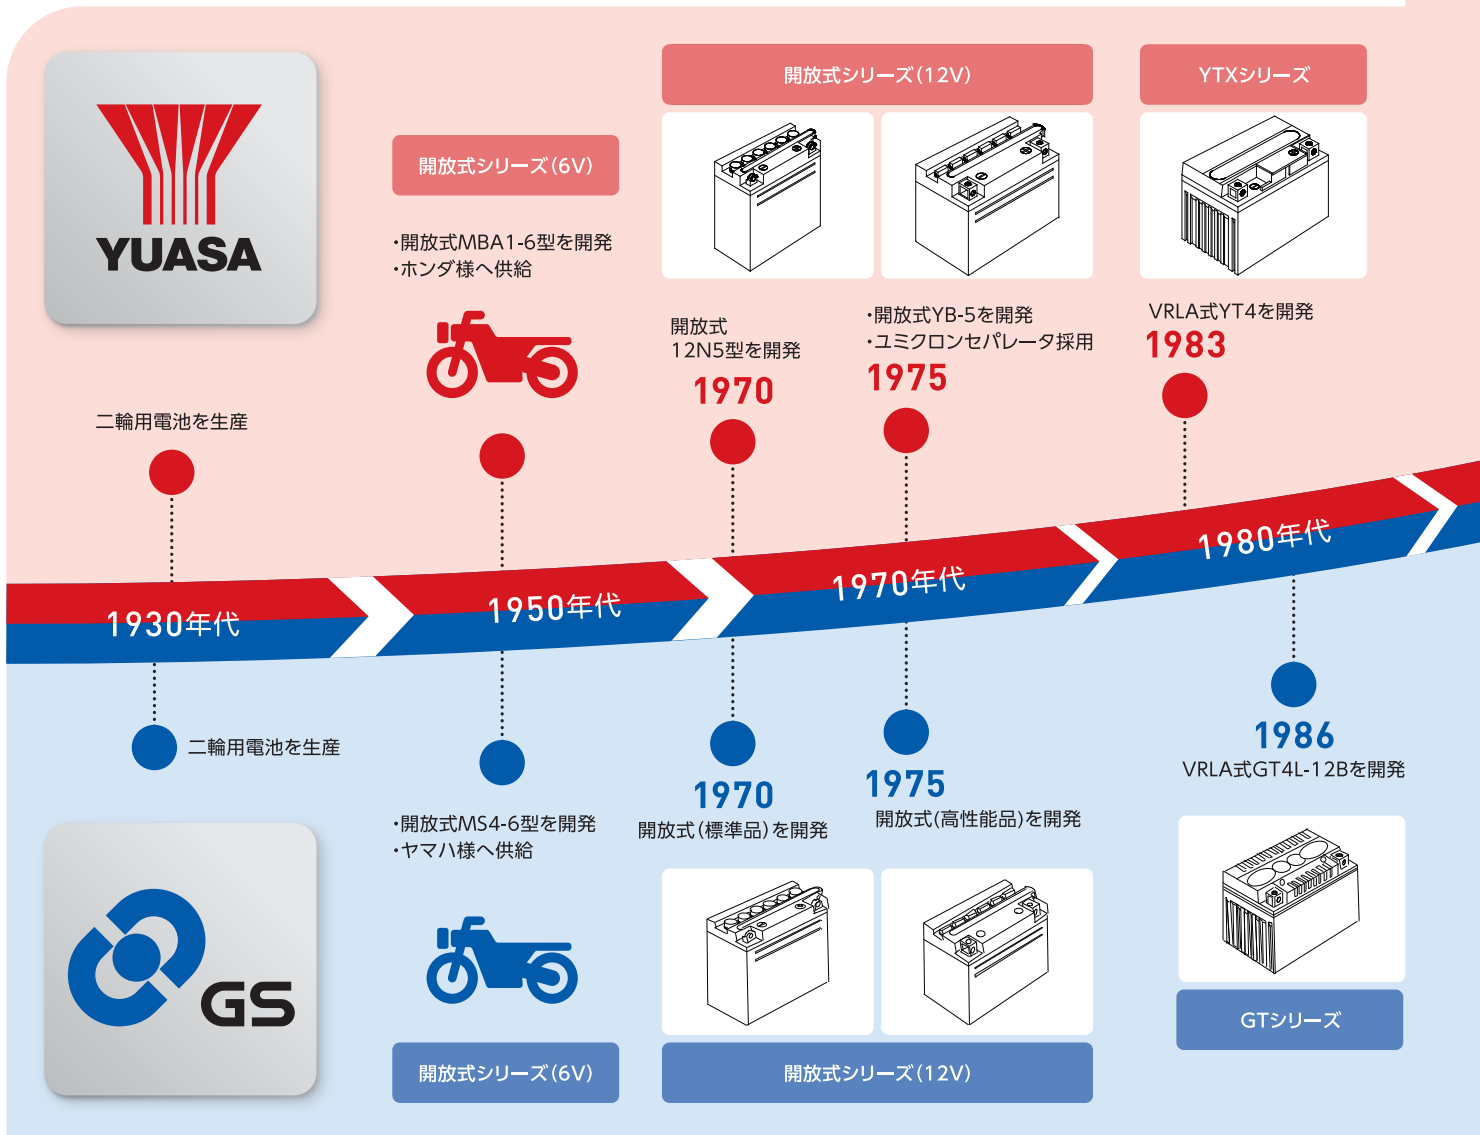 YUASA
二輪用電池を生産
開放式シリーズ(6V)
・開放式MBA1-6型を開発
・ホンダ様へ供給
開放式シリーズ(12V)
開放式
12N5型を開発
1970
・開放式YB-5を開発
・ユミクロンセパレータ採用
1975
YTXシリーズ
VRLA式YT4を開発
1983
1930年代
1950年代
1970年代
1980年代
二輪用電池を生産
GS
・開放式MS4-6型を開発
・ヤマハ様へ供給
開放式シリーズ(6V)
1970
開放式(標準品)を開発
1975
開放式(高性能品)を開発
開放式シリーズ(12V)
1986
VRLA式GT4L-12Bを開発
GTシリーズ